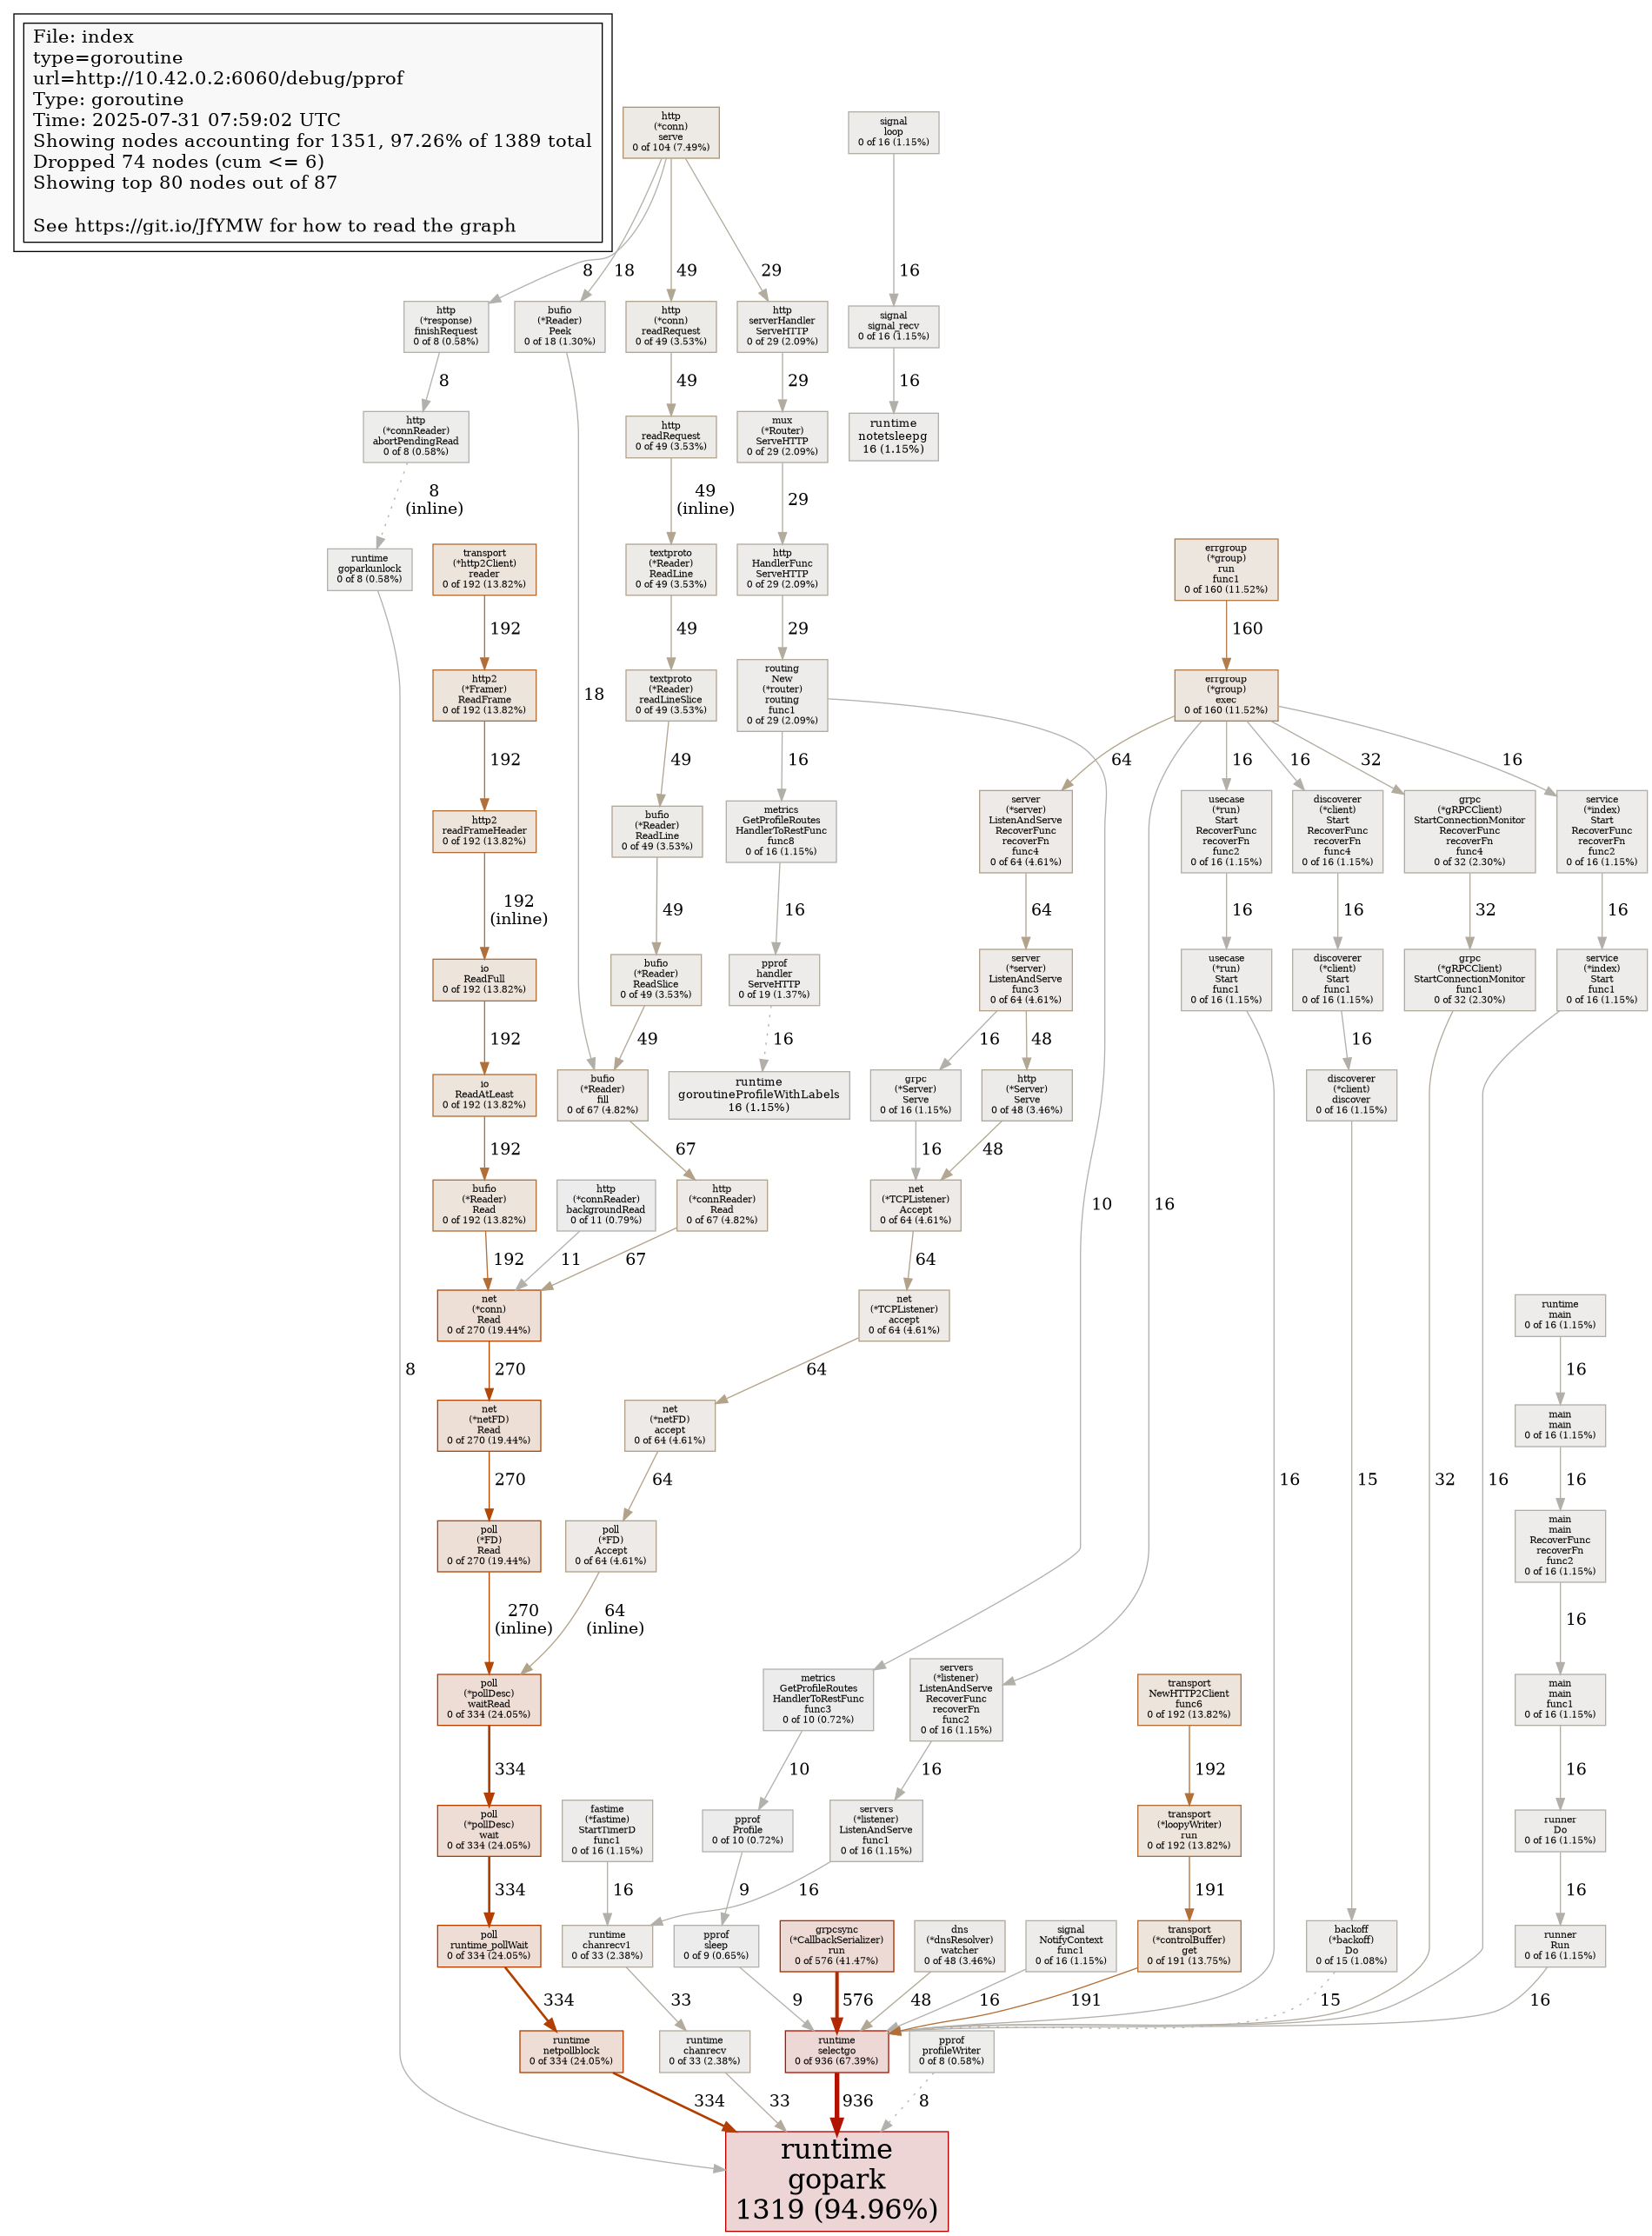 File: index
type=goroutine
url=http://10.42.0.2:6060/debug/pprof
Type: goroutine
Time: 2025-07-31 07:59:02 UTC
Showing nodes accounting for 1351, 97.26% of 1389 total
Dropped 74 nodes (cum <= 6)
Showing top 80 nodes out of 87
See https://git.io/JfYMW for how to read the graph
http
(*conn)
serve
0 of 104 (7.49%)
signal
loop
0 of 16 (1.15%)
8
18
49
29
16
http
(*response)
finishRequest
0 of 8 (0.58%)
bufio
(*Reader)
Peek
0 of 18 (1.30%)
http
(*conn)
readRequest
0 of 49 (3.53%)
http
serverHandler
ServeHTTP
0 of 29 (2.09%)
signal
signal_recv
0 of 16 (1.15%)
8
49
29
16
http
(*connReader)
abortPendingRead
0 of 8 (0.58%)
http
readRequest
0 of 49 (3.53%)
mux
(*Router)
ServeHTTP
0 of 29 (2.09%)
runtime
notetsleepg
16 (1.15%)
8
(inline)
49
(inline)
29
runtime
goparkunlock
0 of 8 (0.58%)
transport
(*http2Client)
reader
0 of 192 (13.82%)
textproto
(*Reader)
ReadLine
0 of 49 (3.53%)
http
HandlerFunc
ServeHTTP
0 of 29 (2.09%)
errgroup
(*group)
run
func1
0 of 160 (11.52%)
192
49
29
160
http2
(*Framer)
ReadFrame
0 of 192 (13.82%)
18
textproto
(*Reader)
readLineSlice
0 of 49 (3.53%)
routing
New
(*router)
routing
func1
0 of 29 (2.09%)
errgroup
(*group)
exec
0 of 160 (11.52%)
192
49
16
64
16
16
32
16
http2
readFrameHeader
0 of 192 (13.82%)
bufio
(*Reader)
ReadLine
0 of 49 (3.53%)
metrics
GetProfileRoutes
HandlerToRestFunc
func8
0 of 16 (1.15%)
server
(*server)
ListenAndServe
RecoverFunc
recoverFn
func4
0 of 64 (4.61%)
usecase
(*run)
Start
RecoverFunc
recoverFn
func2
0 of 16 (1.15%)
discoverer
(*client)
Start
RecoverFunc
recoverFn
func4
0 of 16 (1.15%)
grpc
(*gRPCClient)
StartConnectionMonitor
RecoverFunc
recoverFn
func4
0 of 32 (2.30%)
service
(*index)
Start
RecoverFunc
recoverFn
func2
0 of 16 (1.15%)
192
(inline)
49
16
64
16
16
32
16
io
ReadFull
0 of 192 (13.82%)
bufio
(*Reader)
ReadSlice
0 of 49 (3.53%)
pprof
handler
ServeHTTP
0 of 19 (1.37%)
server
(*server)
ListenAndServe
func3
0 of 64 (4.61%)
usecase
(*run)
Start
func1
0 of 16 (1.15%)
discoverer
(*client)
Start
func1
0 of 16 (1.15%)
grpc
(*gRPCClient)
StartConnectionMonitor
func1
0 of 32 (2.30%)
service
(*index)
Start
func1
0 of 16 (1.15%)
192
49
16
16
48
16
io
ReadAtLeast
0 of 192 (13.82%)
bufio
(*Reader)
fill
0 of 67 (4.82%)
runtime
goroutineProfileWithLabels
16 (1.15%)
grpc
(*Server)
Serve
0 of 16 (1.15%)
http
(*Server)
Serve
0 of 48 (3.46%)
discoverer
(*client)
discover
0 of 16 (1.15%)
192
67
16
48
bufio
(*Reader)
Read
0 of 192 (13.82%)
http
(*connReader)
backgroundRead
0 of 11 (0.79%)
http
(*connReader)
Read
0 of 67 (4.82%)
net
(*TCPListener)
Accept
0 of 64 (4.61%)
10
16
192
11
67
64
net
(*conn)
Read
0 of 270 (19.44%)
net
(*TCPListener)
accept
0 of 64 (4.61%)
runtime
main
0 of 16 (1.15%)
8
270
64
16
net
(*netFD)
Read
0 of 270 (19.44%)
net
(*netFD)
accept
0 of 64 (4.61%)
main
main
0 of 16 (1.15%)
270
64
16
15
32
16
16
poll
(*FD)
Read
0 of 270 (19.44%)
poll
(*FD)
Accept
0 of 64 (4.61%)
main
main
RecoverFunc
recoverFn
func2
0 of 16 (1.15%)
270
(inline)
64
(inline)
16
poll
(*pollDesc)
waitRead
0 of 334 (24.05%)
metrics
GetProfileRoutes
HandlerToRestFunc
func3
0 of 10 (0.72%)
servers
(*listener)
ListenAndServe
RecoverFunc
recoverFn
func2
0 of 16 (1.15%)
transport
NewHTTP2Client
func6
0 of 192 (13.82%)
main
main
func1
0 of 16 (1.15%)
334
10
16
192
16
poll
(*pollDesc)
wait
0 of 334 (24.05%)
fastime
(*fastime)
StartTimerD
func1
0 of 16 (1.15%)
pprof
Profile
0 of 10 (0.72%)
servers
(*listener)
ListenAndServe
func1
0 of 16 (1.15%)
transport
(*loopyWriter)
run
0 of 192 (13.82%)
runner
Do
0 of 16 (1.15%)
334
16
9
16
191
16
poll
runtime_pollWait
0 of 334 (24.05%)
runtime
chanrecv1
0 of 33 (2.38%)
pprof
sleep
0 of 9 (0.65%)
grpcsync
(*CallbackSerializer)
run
0 of 576 (41.47%)
dns
(*dnsResolver)
watcher
0 of 48 (3.46%)
signal
NotifyContext
func1
0 of 16 (1.15%)
transport
(*controlBuffer)
get
0 of 191 (13.75%)
backoff
(*backoff)
Do
0 of 15 (1.08%)
runner
Run
0 of 16 (1.15%)
334
33
9
576
48
16
191
15
16
runtime
netpollblock
0 of 334 (24.05%)
runtime
chanrecv
0 of 33 (2.38%)
runtime
selectgo
0 of 936 (67.39%)
pprof
profileWriter
0 of 8 (0.58%)
334
33
936
8
runtime
gopark
1319 (94.96%)